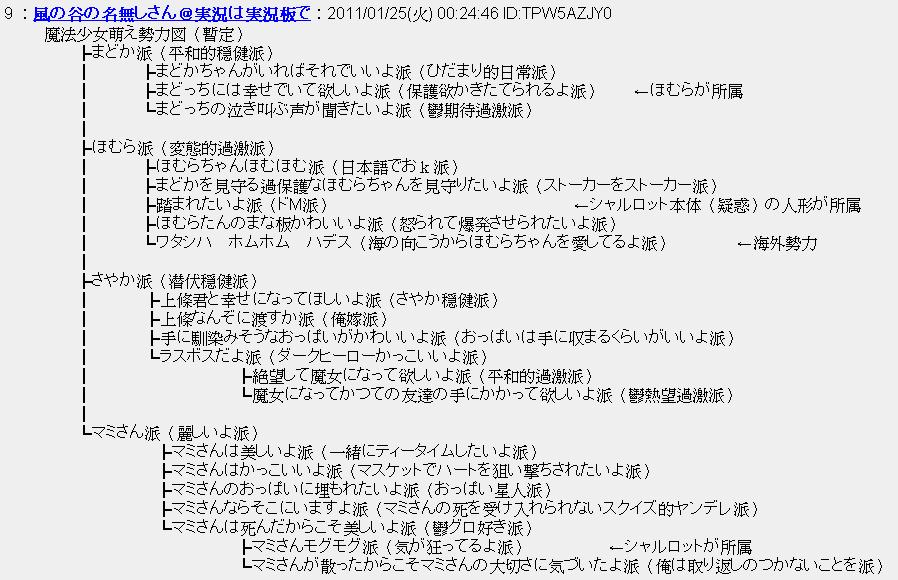 9 ：風の谷の名無しさん＠実況は実況板で：2011/01/25(火) 00:24:46 ID:TPW5AZJY0
魔法少女萌え勢力図（暫定）
┣まどか派（平和的穏健派）
┃　┣まどかちゃんがいればそれでいいよ派（ひだまり的日常派）
┃　┣まどっちには幸せでいて欲しいよ派（保護欲かきたてられるよ派）　←ほむらが所属
┃　┗まどっちの泣き叫ぶ声が聞きたいよ派（鬱期待過激派）
┃
┣ほむら派（変態的過激派）
┃　┣ほむらちゃんほむほむ派（日本語でおｋ派）
┃　┣まどかを見守る過保護なほむらちゃんを見守りたいよ派（ストーカーをストーカー派）
┃　┣踏まれたいよ派（ドM派）　←シャルロット本体（疑惑）の人形が所属
┃　┣ほむらたんのまな板かわいいよ派（怒られて爆発させられたいよ派）
┃　┗ワタシハ　ホムホム　ハデス（海の向こうからほむらちゃんを愛してるよ派）　←海外勢力
┃
┣さやか派（潜伏穏健派）
┃　┣上條君と幸せになってほしいよ派（さやか穏健派）
┃　┣上條なんぞに渡すか派（俺嫁派）
┃　┣手に馴染みそうなおっぱいがかわいいよ派（おっぱいは手に収まるくらいがいいよ派）
┃　┗ラスボスだよ派（ダークヒーローかっこいいよ派）
┃　　┣絶望して魔女になって欲しいよ派（平和的過激派）
┃　　┗魔女になってかつての友達の手にかかって欲しいよ派（鬱熱望過激派）
┃
┗マミさん派（麗しいよ派）
　　┣マミさんは美しいよ派（一緒にティータイムしたいよ派）
　　┣マミさんはかっこいいよ派（マスケットでハートを狙い撃ちされたいよ派）
　　┣マミさんのおっぱいに埋もれたいよ派（おっぱい星人派）
　　┣マミさんならそこにいますよ派（マミさんの死を受け入れられないスクイズ的ヤンデレ派）
　　┗マミさんは死んだからこそ美しいよ派（鬱グロ好き派）
　　　　┣マミさんモグモグ派（気が狂ってるよ派）　←シャルロットが所属
　　　　┗マミさんが散ったからこそマミさんの大切さに気づいたよ派（俺は取り返しのつかないことを派）